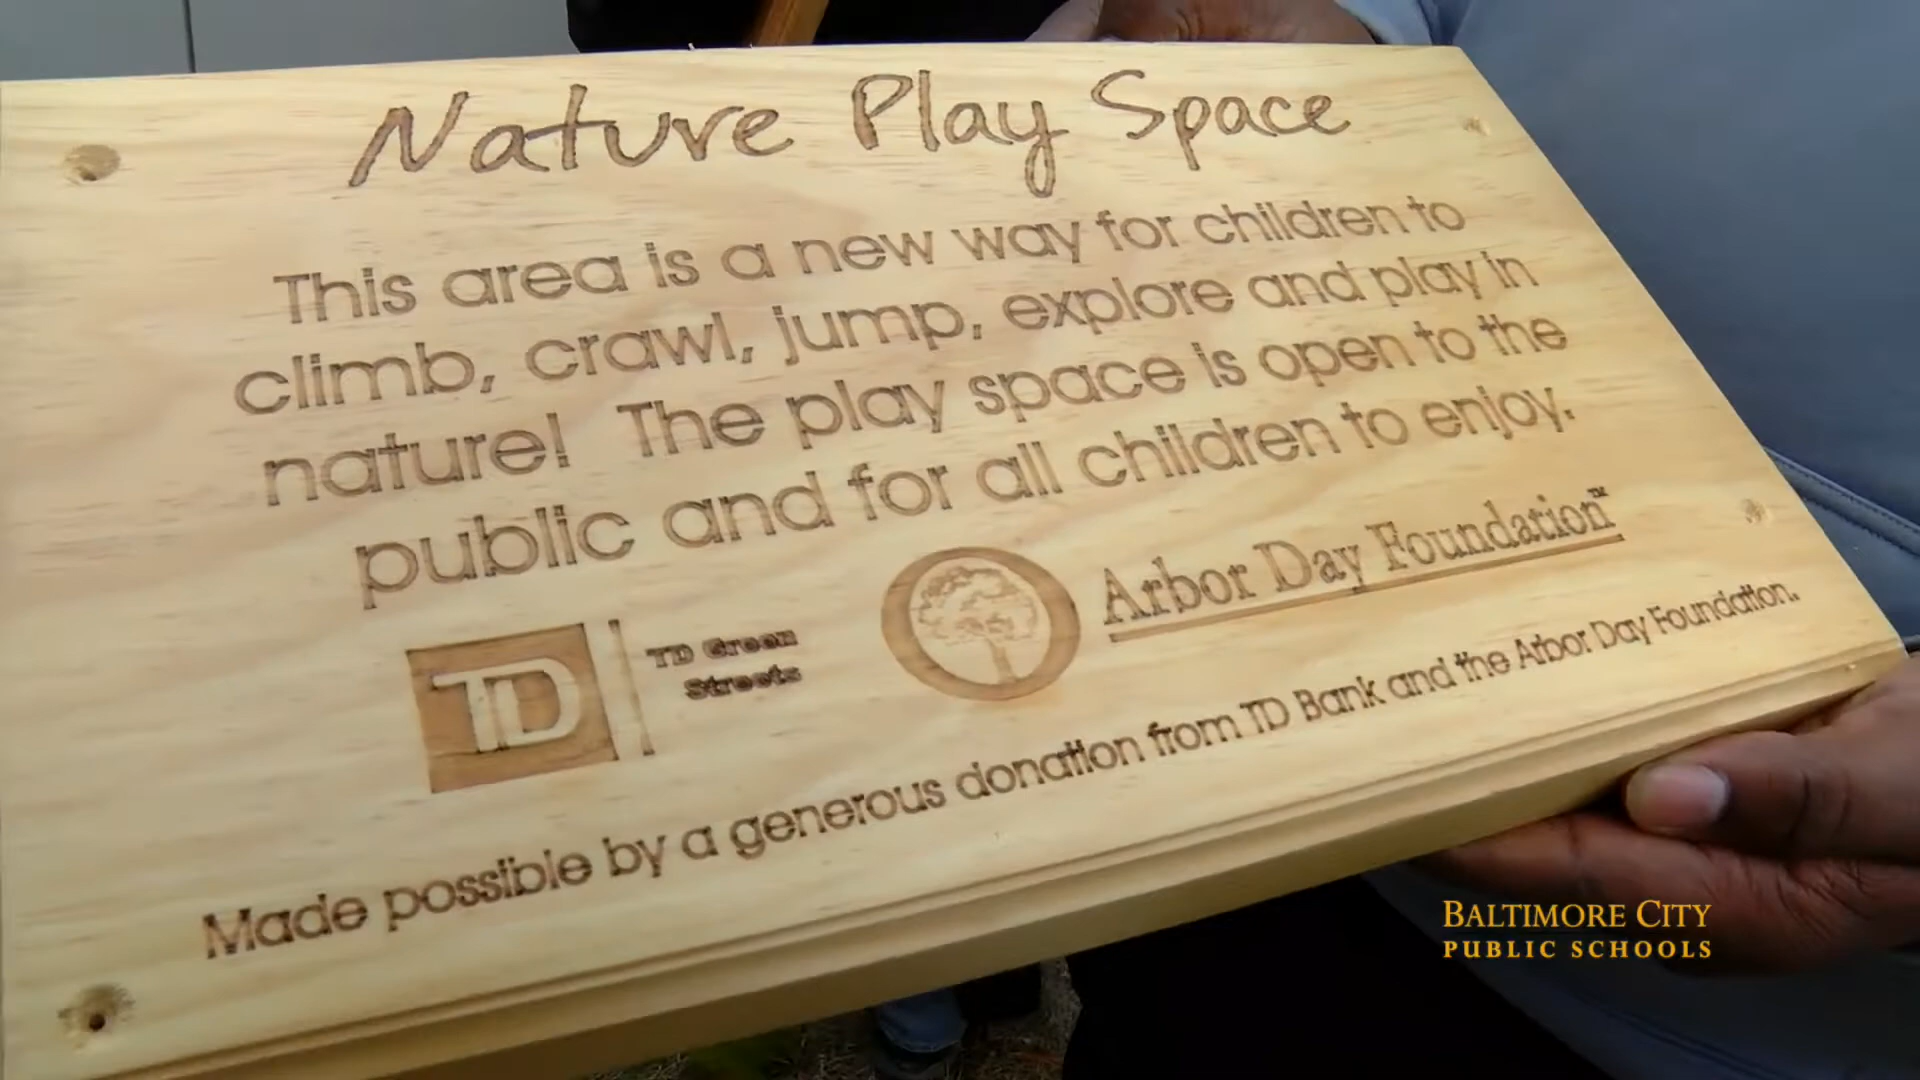 Nature Play Space
This area is a new way for children to
climb, crawl, jump, explore and play in
nature! The play space is open to the
public and for all children to enjoy.
TD
TD Green
Streets
Arbor Day Foundation™
Made possible by a generous donation from TD Bank and the Arbor Day Foundation.
BALTIMORE CITY
PUBLIC SCHOOLS